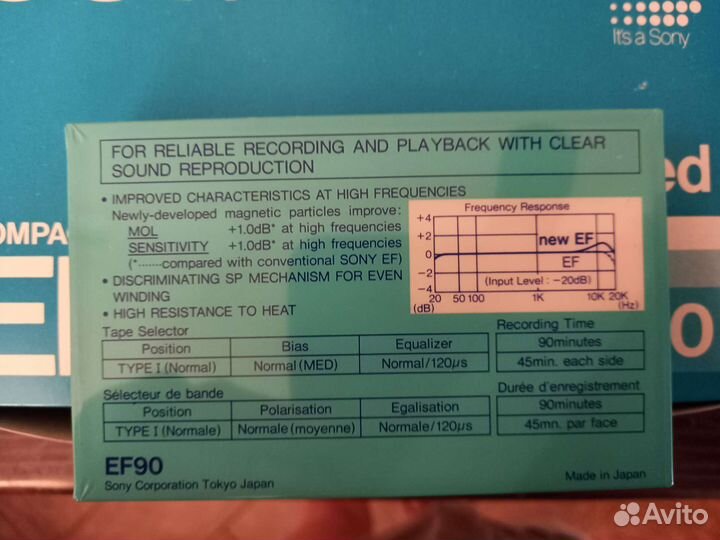 It's a Sony
FOR RELIABLE RECORDING AND PLAYBACK WITH CLEAR
SOUND REPRODUCTION
• IMPROVED CHARACTERISTICS AT HIGH FREQUENCIES
Newly-developed magnetic particles improve:
MOL +1.0dB* at high frequencies
SENSITIVITY +1.0dB* at high frequencies
(*......compared with conventional SONY EF)
• DISCRIMINATING SP MECHANISM FOR EVEN
WINDING
• HIGH RESISTANCE TO HEAT
Frequency Response
+4
+2
0
-2
-4
(dB)
new EF
EF
(Input Level : -20dB)
20 50 100 1K 10K 20K
(Hz)
Tape Selector
Position Bias Equalizer
TYPE I (Normal) Normal (MED) Normal/120μs
Recording Time
90minutes
45min. each side
Sélecteur de bande
Position Polarisation Egalisation
TYPE I (Normale) Normale (moyenne) Normale/120μs
Durée d'enregistrement
90minutes
45mn. par face
EF90
Sony Corporation Tokyo Japan
Made in Japan
Avito